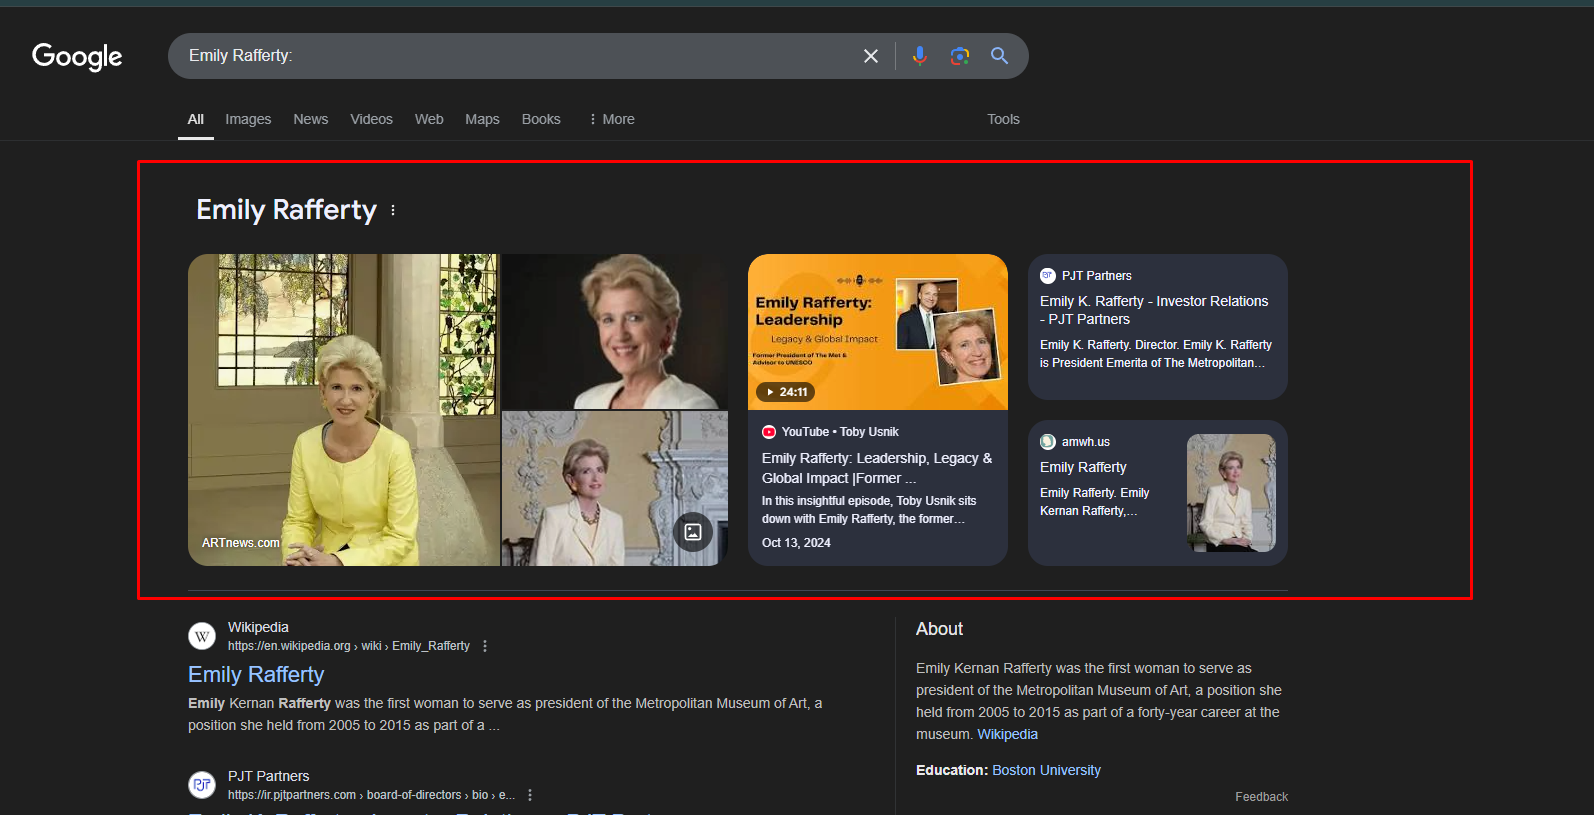 Google
Emily Rafferty:
All Images News Videos Web Maps Books More Tools
Emily Rafferty
ARTnews.com
Emily Rafferty:
Leadership
Legacy & Global Impact
Former President of The Met &
Advisor to UNESCO
24:11
YouTube • Toby Usnik
Emily Rafferty: Leadership, Legacy &
Global Impact |Former ...
In this insightful episode, Toby Usnik sits
down with Emily Rafferty, the former…
Oct 13, 2024
PJT Partners
Emily K. Rafferty - Investor Relations
- PJT Partners
Emily K. Rafferty. Director. Emily K. Rafferty
is President Emerita of The Metropolitan…
amwh.us
Emily Rafferty
Emily Rafferty. Emily
Kernan Rafferty,…
W
Wikipedia
https://en.wikipedia.org › wiki › Emily_Rafferty
Emily Rafferty
Emily Kernan Rafferty was the first woman to serve as president of the Metropolitan Museum of Art, a
position she held from 2005 to 2015 as part of a ...
PJT
PJT Partners
https://ir.pjtpartners.com › board-of-directors › bio › e...
About
Emily Kernan Rafferty was the first woman to serve as
president of the Metropolitan Museum of Art, a position she
held from 2005 to 2015 as part of a forty-year career at the
museum. Wikipedia
Education: Boston University
Feedback